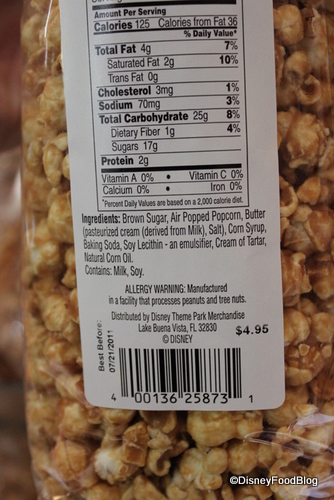 Amount Per Serving
Calories 125 Calories from Fat 36
% Daily Value*
Total Fat 4g 7%
Saturated Fat 2g 10%
Trans Fat 0g
Cholesterol 3mg 1%
Sodium 70mg 3%
Total Carbohydrate 25g 8%
Dietary Fiber 1g 4%
Sugars 17g
Protein 2g
Vitamin A 0% • Vitamin C 0%
Calcium 0% • Iron 0%
*Percent Daily Values are based on a 2,000 calorie diet.
Ingredients: Brown Sugar, Air Popped Popcorn, Butter
(pasteurized cream (derived from Milk), Salt), Corn Syrup,
Baking Soda, Soy Lecithin - an emulsifier, Cream of Tartar,
Natural Corn Oil.
Contains: Milk, Soy.
ALLERGY WARNING: Manufactured
in a facility that processes peanuts and tree nuts.
Distributed by Disney Theme Park Merchandise
Lake Buena Vista, FL 32830
© DISNEY
$4.95
Best Before:
07/21/2011
4 00136 25873 1
©DisneyFoodBlog